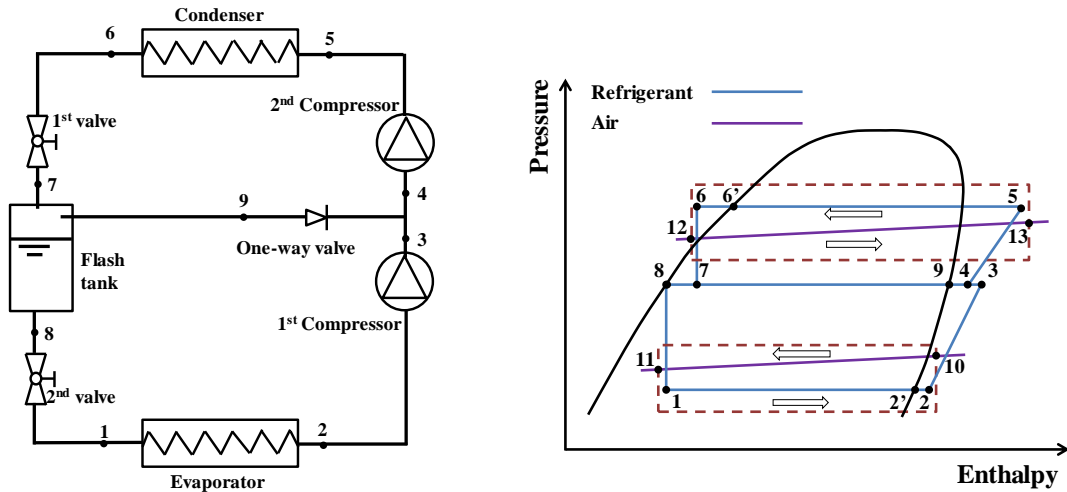 Condenser
6
5
2nd Compressor
1st valve
7
9
4
One-way valve
3
Flash
tank
1st Compressor
8
2nd valve
1
2
Evaporator
Pressure
Refrigerant
Air
6
6’
5
12
13
8
7
9
4
3
11
10
1
2’
2
Enthalpy